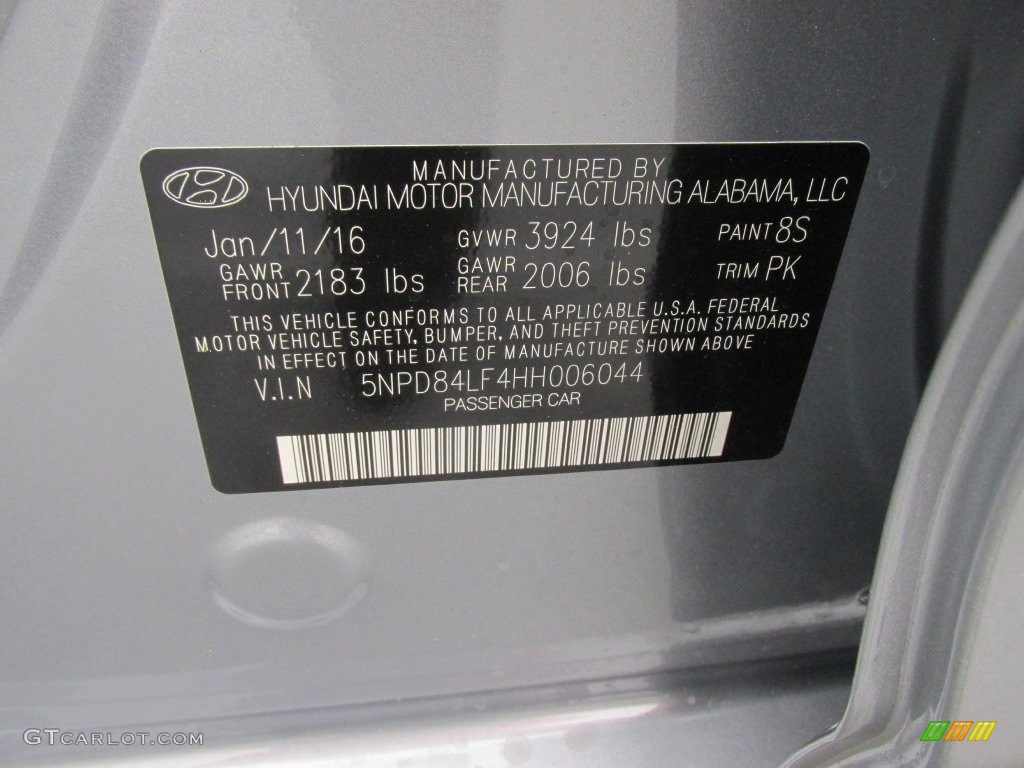 MANUFACTURED BY
HYUNDAI MOTOR MANUFACTURING ALABAMA, LLC
Jan/11/16 GVWR 3924 lbs PAINT 8S
GAWR FRONT 2183 lbs GAWR REAR 2006 lbs TRIM PK
THIS VEHICLE CONFORMS TO ALL APPLICABLE U.S.A. FEDERAL
MOTOR VEHICLE SAFETY, BUMPER, AND THEFT PREVENTION STANDARDS
IN EFFECT ON THE DATE OF MANUFACTURE SHOWN ABOVE
V.I.N 5NPD84LF4HH006044
PASSENGER CAR
GTCARLOT.COM